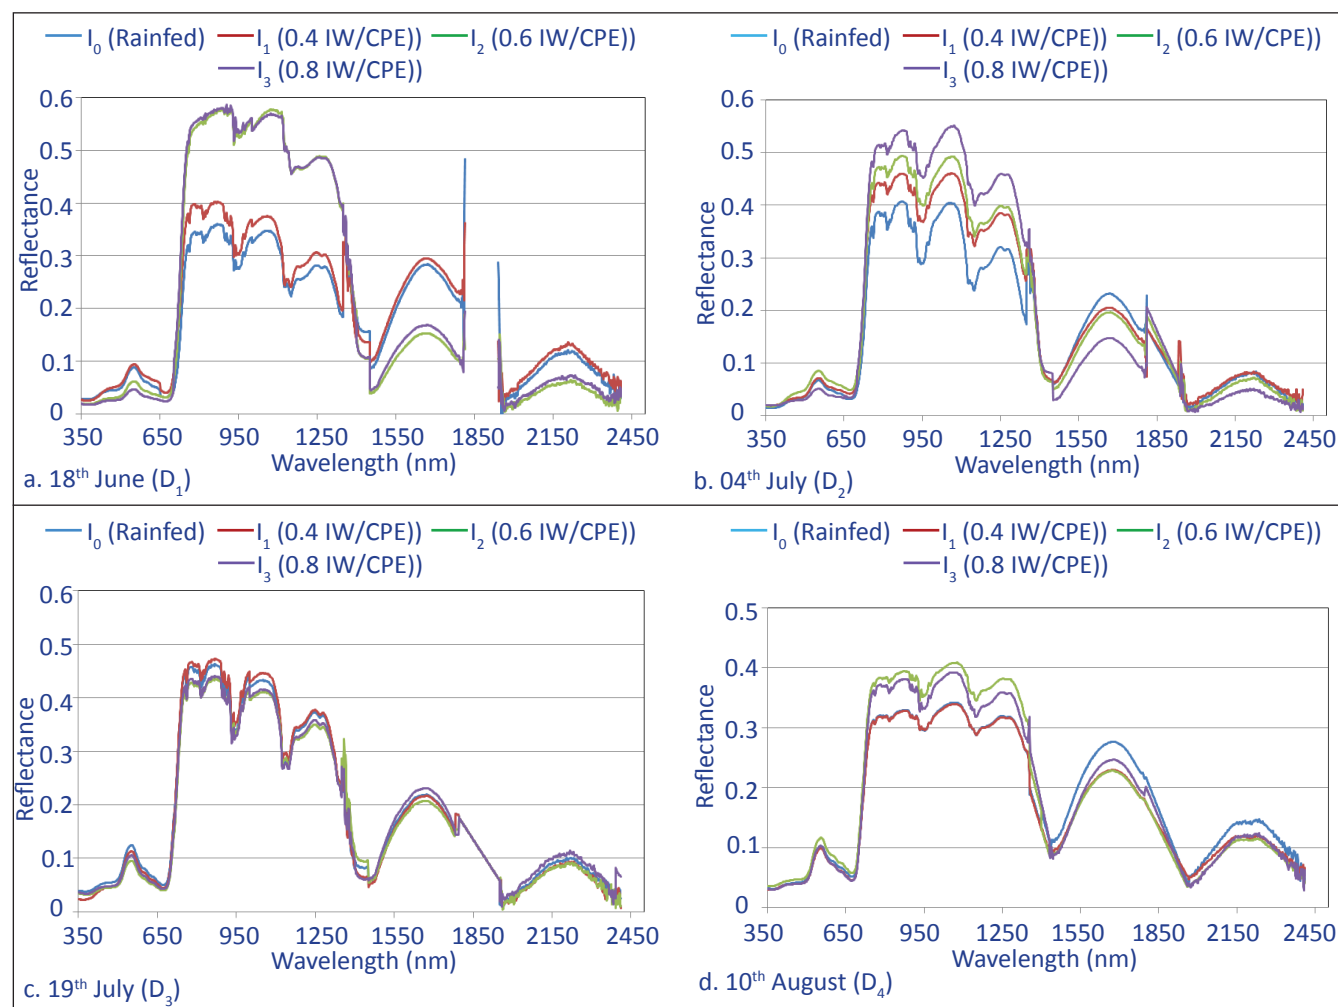 I0 (Rainfed) I1 (0.4 IW/CPE)) I2 (0.6 IW/CPE))
I3 (0.8 IW/CPE))
0.6
0.5
0.4
0.3
0.2
0.1
0
Reflectance
350 650 950 1250 1550 1850 2150 2450
Wavelength (nm)
a. 18th June (D1)
I0 (Rainfed) I1 (0.4 IW/CPE)) I2 (0.6 IW/CPE))
I3 (0.8 IW/CPE))
0.6
0.5
0.4
0.3
0.2
0.1
0
Reflectance
350 650 950 1250 1550 1850 2150 2450
Wavelength (nm)
b. 04th July (D2)
I0 (Rainfed) I1 (0.4 IW/CPE)) I2 (0.6 IW/CPE))
I3 (0.8 IW/CPE))
0.6
0.5
0.4
0.3
0.2
0.1
0
Reflectance
350 650 950 1250 1550 1850 2150 2450
Wavelength (nm)
c. 19th July (D3)
I0 (Rainfed) I1 (0.4 IW/CPE)) I2 (0.6 IW/CPE))
I3 (0.8 IW/CPE))
0.5
0.4
0.3
0.2
0.1
0
Reflectance
350 650 950 1250 1550 1850 2150 2450
Wavelength (nm)
d. 10th August (D4)